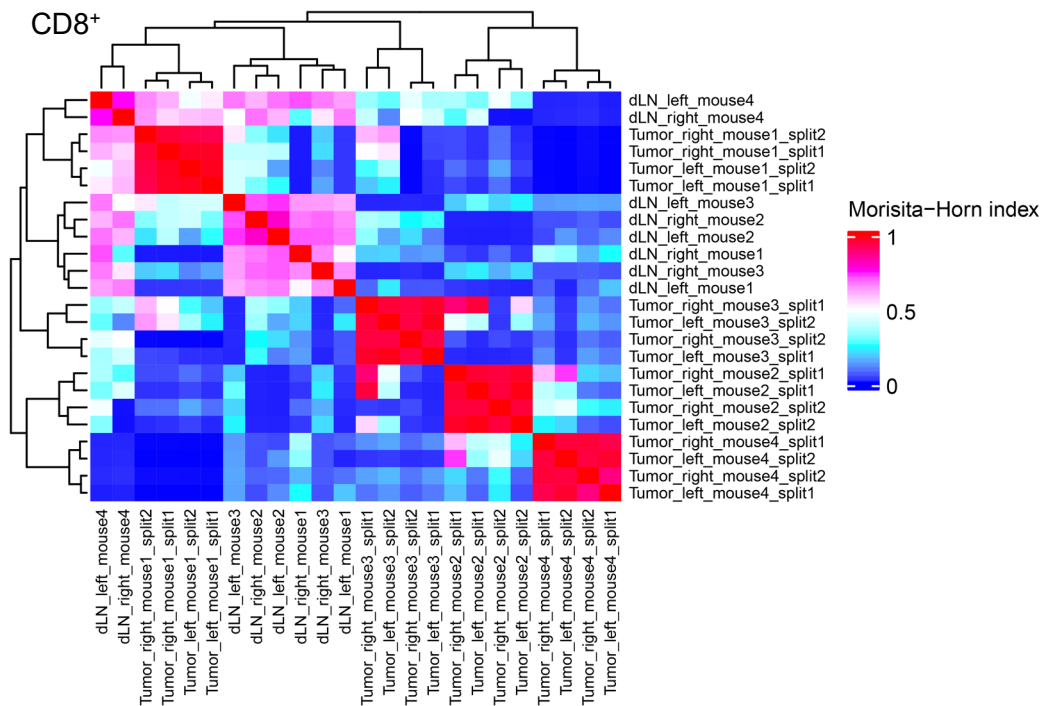 CD8⁺
dLN_left_mouse4
dLN_right_mouse4
Tumor_right_mouse1_split2
Tumor_right_mouse1_split1
Tumor_left_mouse1_split2
Tumor_left_mouse1_split1
dLN_left_mouse3
dLN_right_mouse2
dLN_left_mouse2
dLN_right_mouse1
dLN_right_mouse3
dLN_left_mouse1
Tumor_right_mouse3_split1
Tumor_left_mouse3_split2
Tumor_right_mouse3_split2
Tumor_left_mouse3_split1
Tumor_right_mouse2_split1
Tumor_left_mouse2_split1
Tumor_right_mouse2_split2
Tumor_left_mouse2_split2
Tumor_right_mouse4_split1
Tumor_left_mouse4_split2
Tumor_right_mouse4_split2
Tumor_left_mouse4_split1
Morisita−Horn index
1
0.5
0
dLN_left_mouse4
dLN_right_mouse4
Tumor_right_mouse1_split2
Tumor_right_mouse1_split1
Tumor_left_mouse1_split2
Tumor_left_mouse1_split1
dLN_left_mouse3
dLN_right_mouse2
dLN_left_mouse2
dLN_right_mouse1
dLN_right_mouse3
dLN_left_mouse1
Tumor_right_mouse3_split1
Tumor_left_mouse3_split2
Tumor_right_mouse3_split2
Tumor_left_mouse3_split1
Tumor_right_mouse2_split1
Tumor_left_mouse2_split1
Tumor_right_mouse2_split2
Tumor_left_mouse2_split2
Tumor_right_mouse4_split1
Tumor_left_mouse4_split2
Tumor_right_mouse4_split2
Tumor_left_mouse4_split1